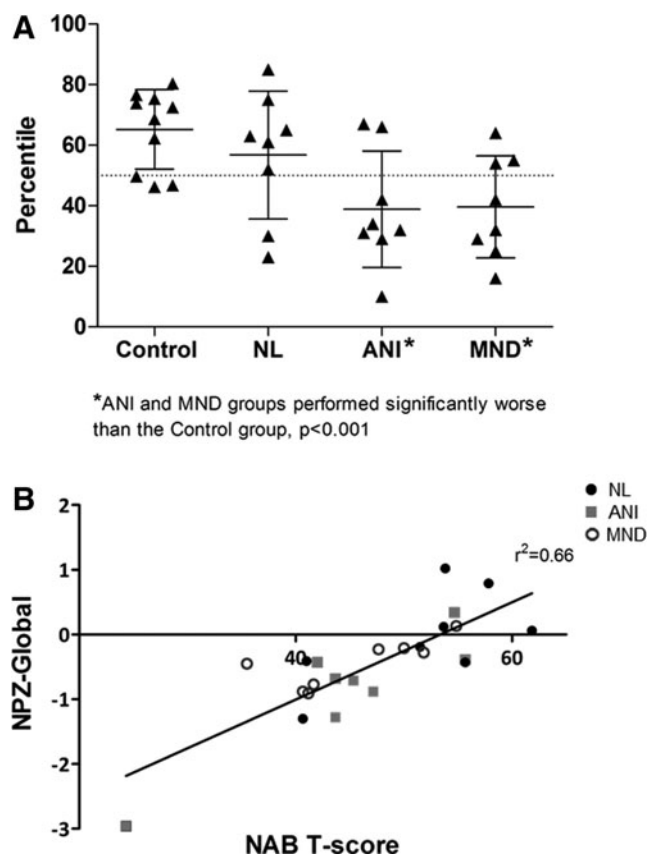 A
100
80
60
40
20
0
Percentile
Control NL ANI* MND*
*ANI and MND groups performed significantly worse
than the Control group, p<0.001
B
NL
ANI
MND
r²=0.66
2
1
0
-1
-2
-3
NPZ-Global
40 60
NAB T-score